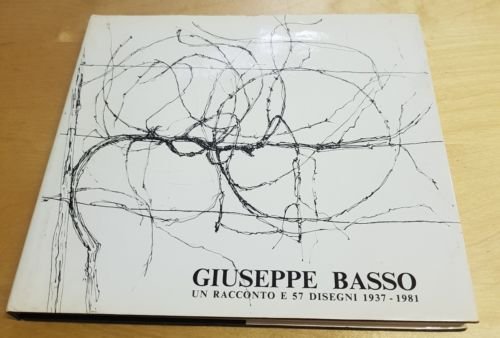 GIUSEPPE BASSO
UN RACCONTO E 57 DISEGNI 1937 - 1981